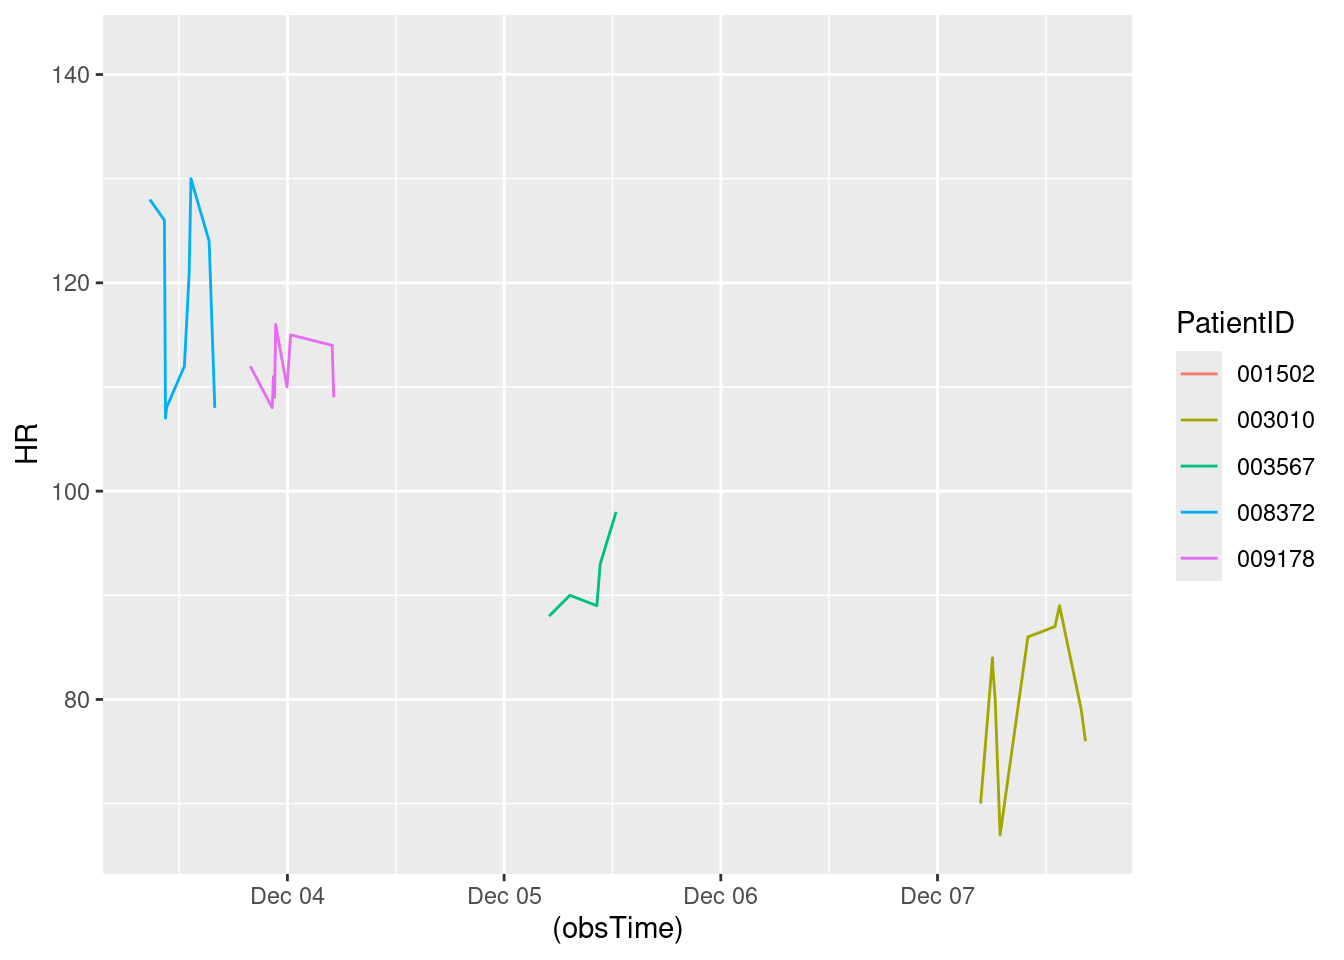 140
120
100
80
HR
Dec 04
Dec 05
Dec 06
Dec 07
(obsTime)
PatientID
001502
003010
003567
008372
009178